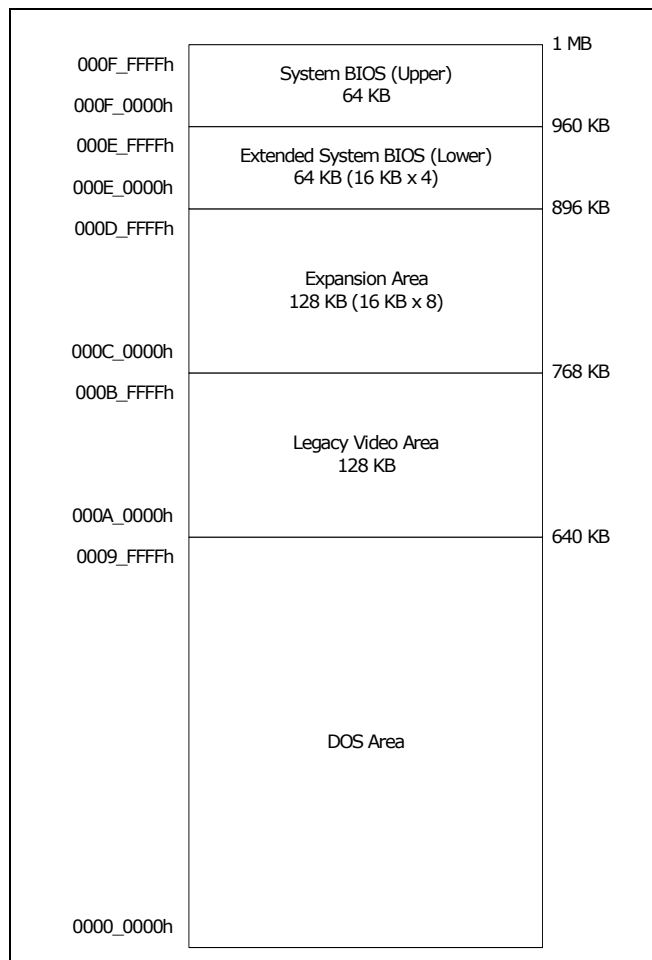 1 MB
000F_FFFFh
System BIOS (Upper)
64 KB
000F_0000h
960 KB
000E_FFFFh
Extended System BIOS (Lower)
64 KB (16 KB x 4)
000E_0000h
896 KB
000D_FFFFh
Expansion Area
128 KB (16 KB x 8)
000C_0000h
768 KB
000B_FFFFh
Legacy Video Area
128 KB
000A_0000h
640 KB
0009_FFFFh
DOS Area
0000_0000h